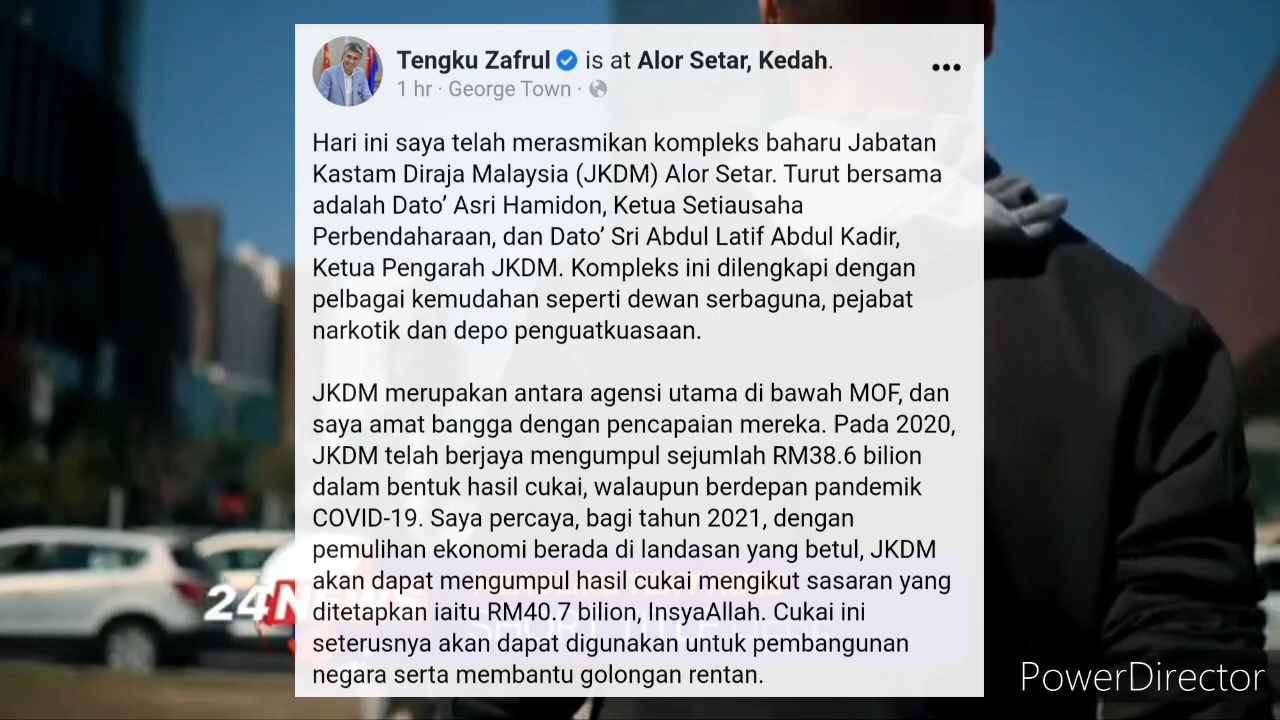 Tengku Zafrul is at Alor Setar, Kedah.
1 hr · George Town ·
Hari ini saya telah merasmikan kompleks baharu Jabatan
Kastam Diraja Malaysia (JKDM) Alor Setar. Turut bersama
adalah Dato’ Asri Hamidon, Ketua Setiausaha
Perbendaharaan, dan Dato’ Sri Abdul Latif Abdul Kadir,
Ketua Pengarah JKDM. Kompleks ini dilengkapi dengan
pelbagai kemudahan seperti dewan serbaguna, pejabat
narkotik dan depo penguatkuasaan.
JKDM merupakan antara agensi utama di bawah MOF, dan
saya amat bangga dengan pencapaian mereka. Pada 2020,
JKDM telah berjaya mengumpul sejumlah RM38.6 bilion
dalam bentuk hasil cukai, walaupun berdepan pandemik
COVID-19. Saya percaya, bagi tahun 2021, dengan
pemulihan ekonomi berada di landasan yang betul, JKDM
akan dapat mengumpul hasil cukai mengikut sasaran yang
ditetapkan iaitu RM40.7 bilion, InsyaAllah. Cukai ini
seterusnya akan dapat digunakan untuk pembangunan
negara serta membantu golongan rentan.
24NEWS
PowerDirector